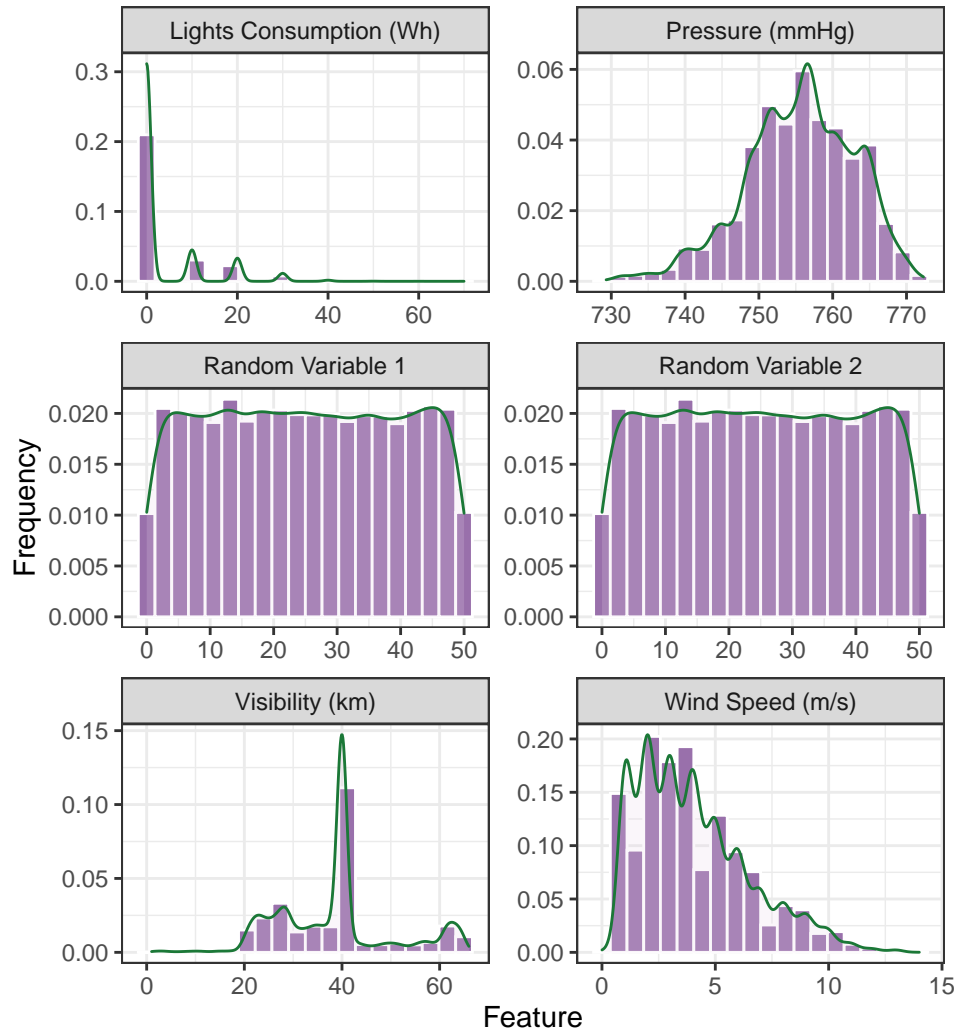 Lights Consumption (Wh)
Pressure (mmHg)
0.3
0.2
0.1
0.0
0 20 40 60
0.06
0.04
0.02
0.00
730 740 750 760 770
Random Variable 1
Random Variable 2
0.020
0.015
0.010
0.005
0.000
0 10 20 30 40 50
0.020
0.015
0.010
0.005
0.000
0 10 20 30 40 50
Visibility (km)
Wind Speed (m/s)
0.15
0.10
0.05
0.00
0 20 40 60
0.20
0.15
0.10
0.05
0.00
0 5 10 15
Frequency
Feature